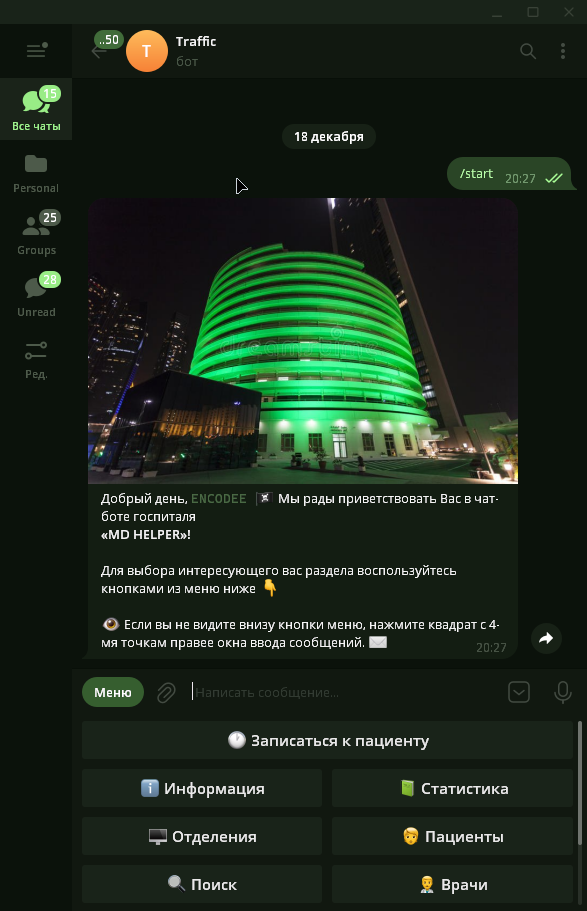 ..50
T
Traffic
бот
15
Все чаты
Personal
25
Groups
28
Unread
Ред.
18 декабря
/start 20:27
dreamstime
Добрый день, ENCODEE Мы рады приветствовать Вас в чат-
боте госпиталя
«MD HELPER»!
Для выбора интересующего вас раздела воспользуйтесь
кнопками из меню ниже
Если вы не видите внизу кнопки меню, нажмите квадрат с 4-
мя точкам правее окна ввода сообщений.
20:27
Меню
Написать сообщение...
Записаться к пациенту
Информация
Статистика
Отделения
Пациенты
Поиск
Врачи